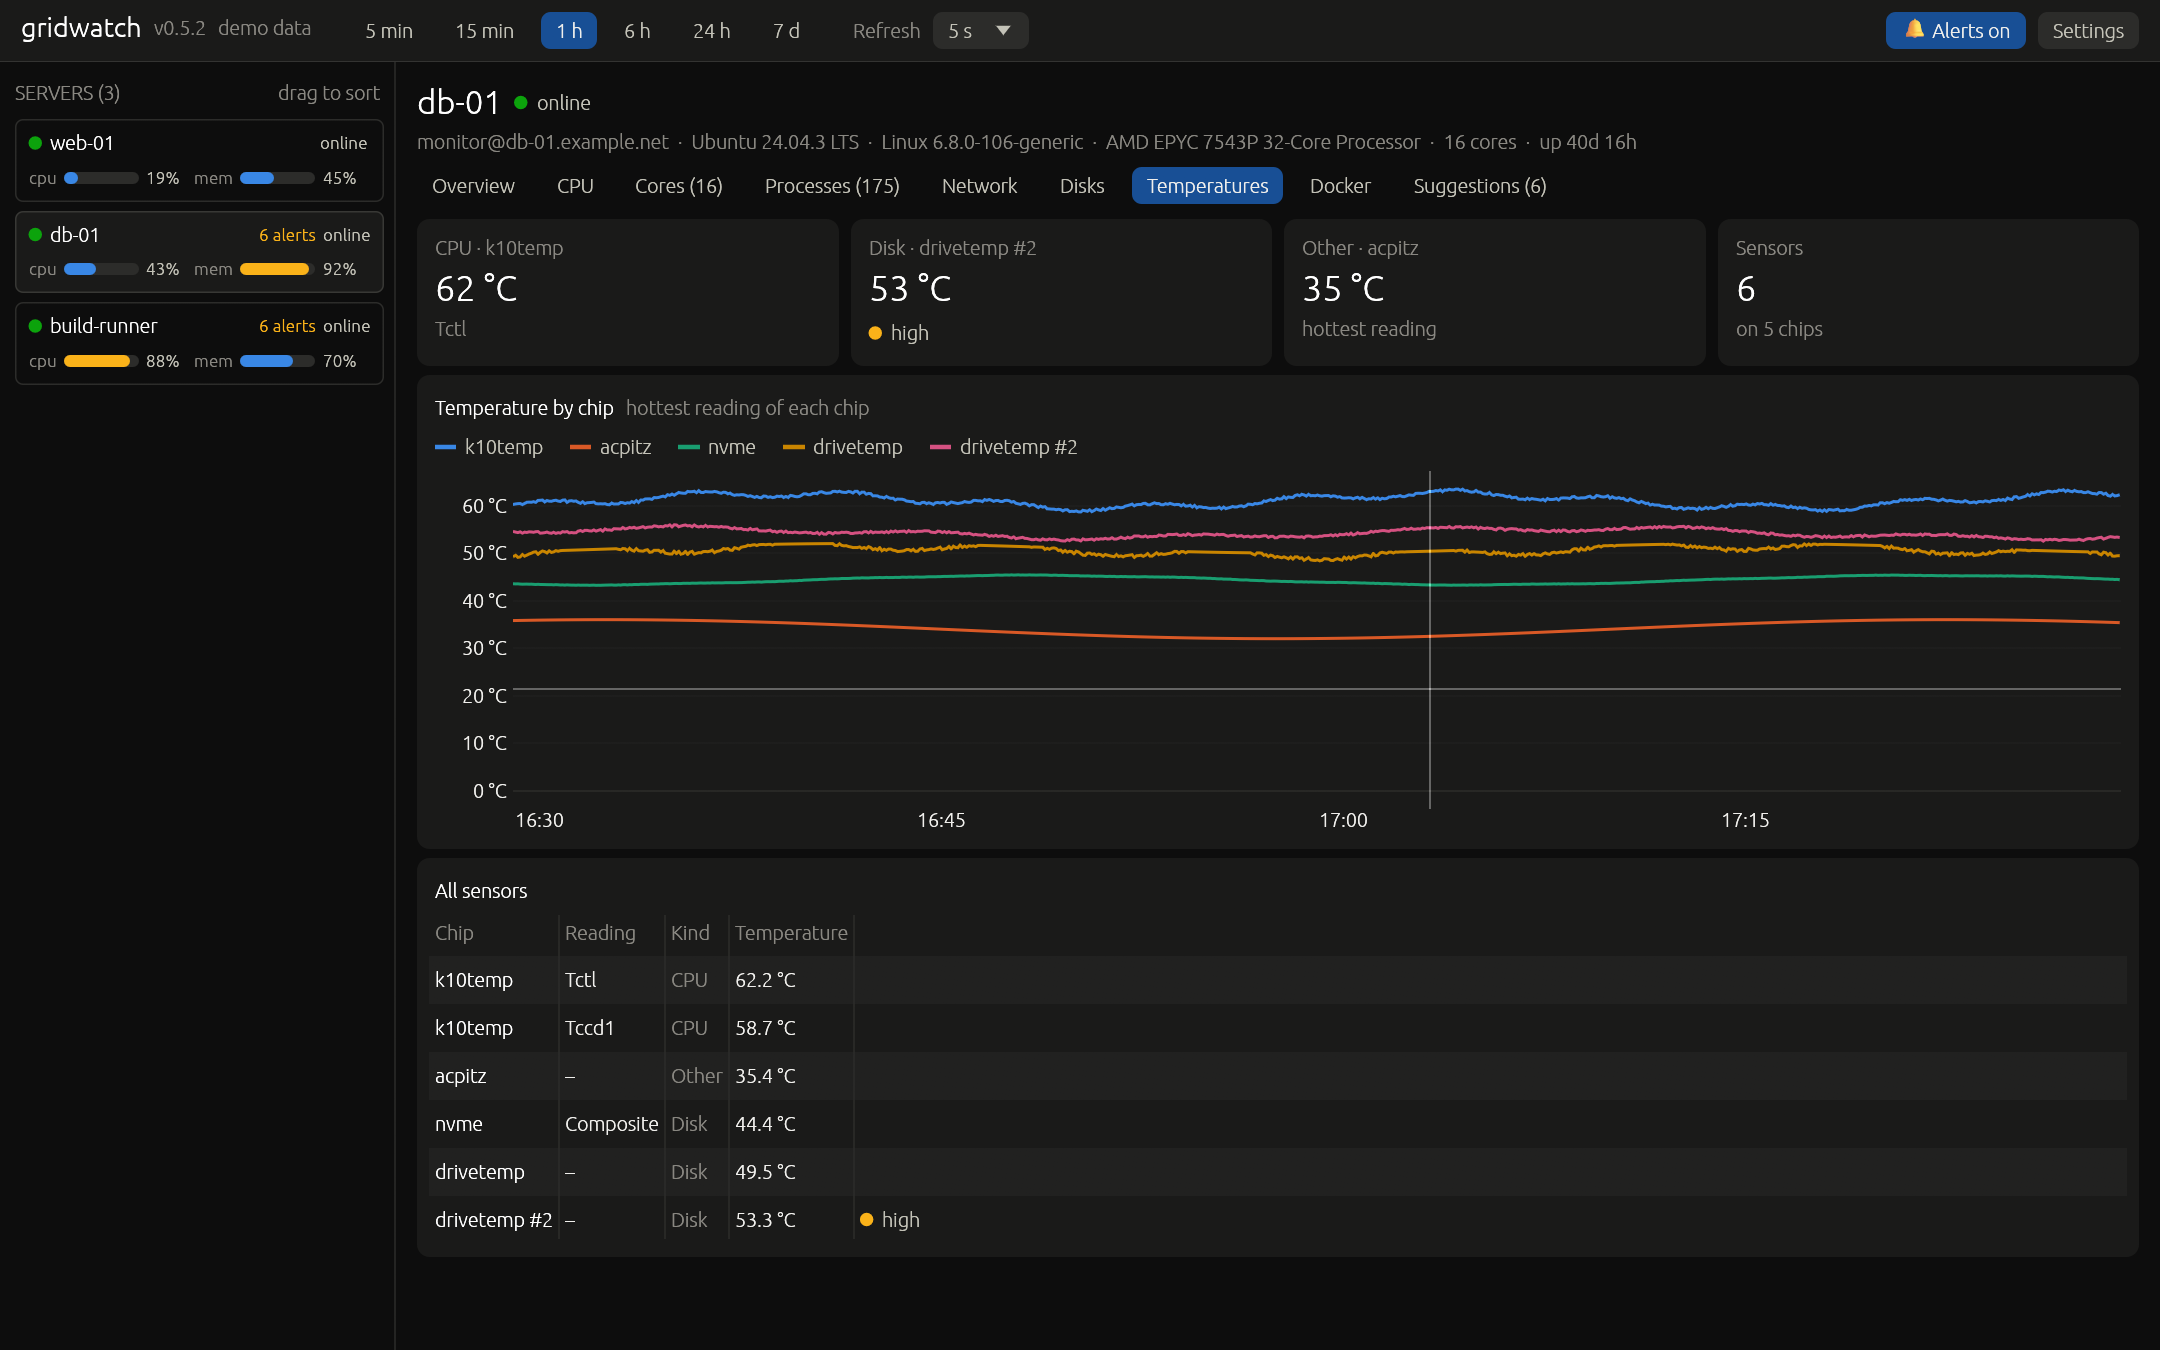 gridwatch v0.5.2 demo data 5 min 15 min 1 h 6 h 24 h 7 d Refresh 5 s Alerts on Settings
SERVERS (3) drag to sort
web-01 online
cpu 19% mem 45%
db-01 6 alerts online
cpu 43% mem 92%
build-runner 6 alerts online
cpu 88% mem 70%
db-01 online
monitor@db-01.example.net · Ubuntu 24.04.3 LTS · Linux 6.8.0-106-generic · AMD EPYC 7543P 32-Core Processor · 16 cores · up 40d 16h
Overview CPU Cores (16) Processes (175) Network Disks Temperatures Docker Suggestions (6)
CPU · k10temp
62 °C
Tctl
Disk · drivetemp #2
53 °C
high
Other · acpitz
35 °C
hottest reading
Sensors
6
on 5 chips
Temperature by chip hottest reading of each chip
k10temp acpitz nvme drivetemp drivetemp #2
60 °C
50 °C
40 °C
30 °C
20 °C
10 °C
0 °C
16:30 16:45 17:00 17:15
All sensors
Chip Reading Kind Temperature
k10temp Tctl CPU 62.2 °C
k10temp Tccd1 CPU 58.7 °C
acpitz – Other 35.4 °C
nvme Composite Disk 44.4 °C
drivetemp – Disk 49.5 °C
drivetemp #2 – Disk 53.3 °C high